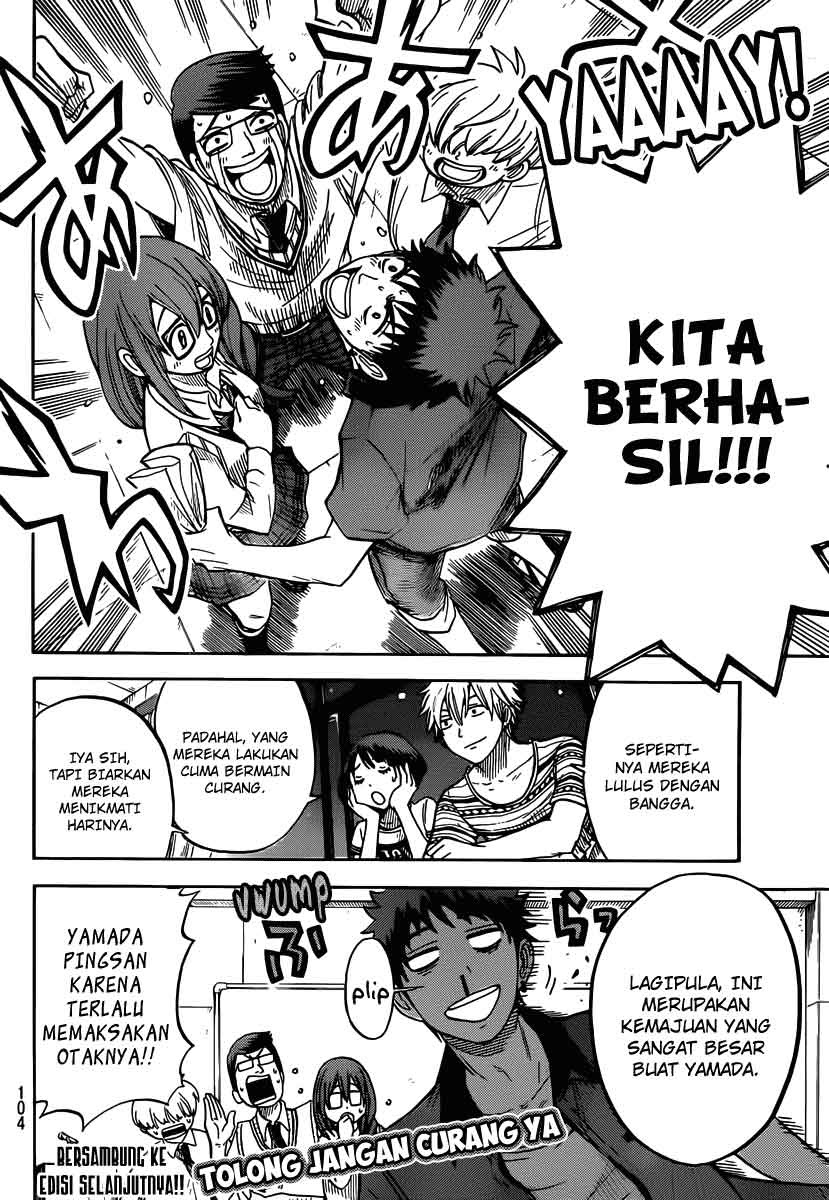 YAAAAY!
あ
あ
KITA
BERHA-
SIL!!!
SEPERTI-
NYA MEREKA
LULUS DENGAN
BANGGA.
PADAHAL, YANG
MEREKA LAKUKAN
CUMA BERMAIN
CURANG.
IYA SIH,
TAPI BIARKAN
MEREKA
MENIKMATI
HARINYA.
LAGIPULA, INI
MERUPAKAN
KEMAJUAN YANG
SANGAT BESAR
BUAT YAMADA.
plip
VWUMP
YAMADA
PINGSAN
KARENA
TERLALU
MEMAKSAKAN
OTAKNYA!!
TOLONG JANGAN CURANG YA
BERSAMBUNG KE
EDISI SELANJUTNYA!!
104